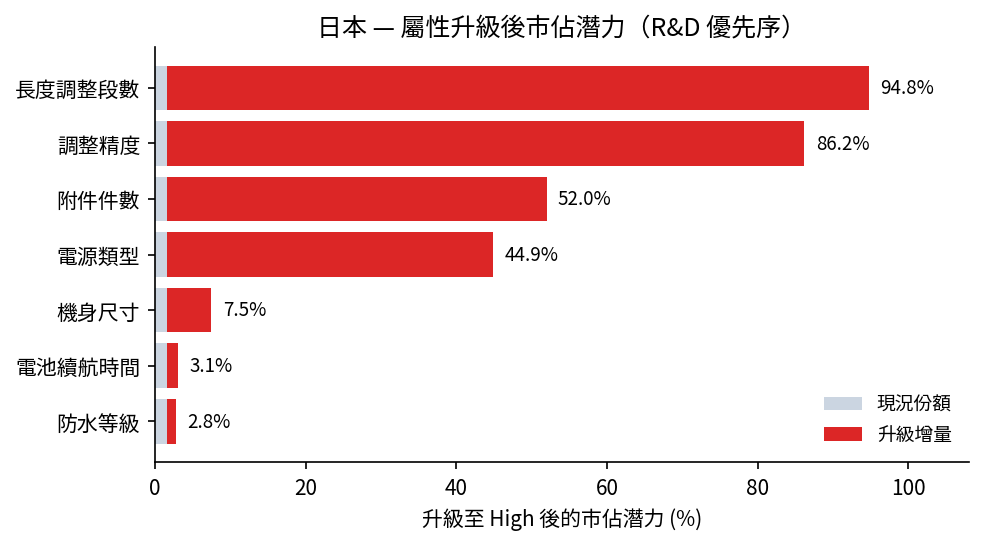 日本 — 屬性升級後市佔潛力（R&D 優先序）
長度調整段數 94.8%
調整精度 86.2%
附件件數 52.0%
電源類型 44.9%
機身尺寸 7.5%
電池續航時間 3.1%
防水等級 2.8%
現況份額
升級增量
0 20 40 60 80 100
升級至 High 後的市佔潛力 (%)